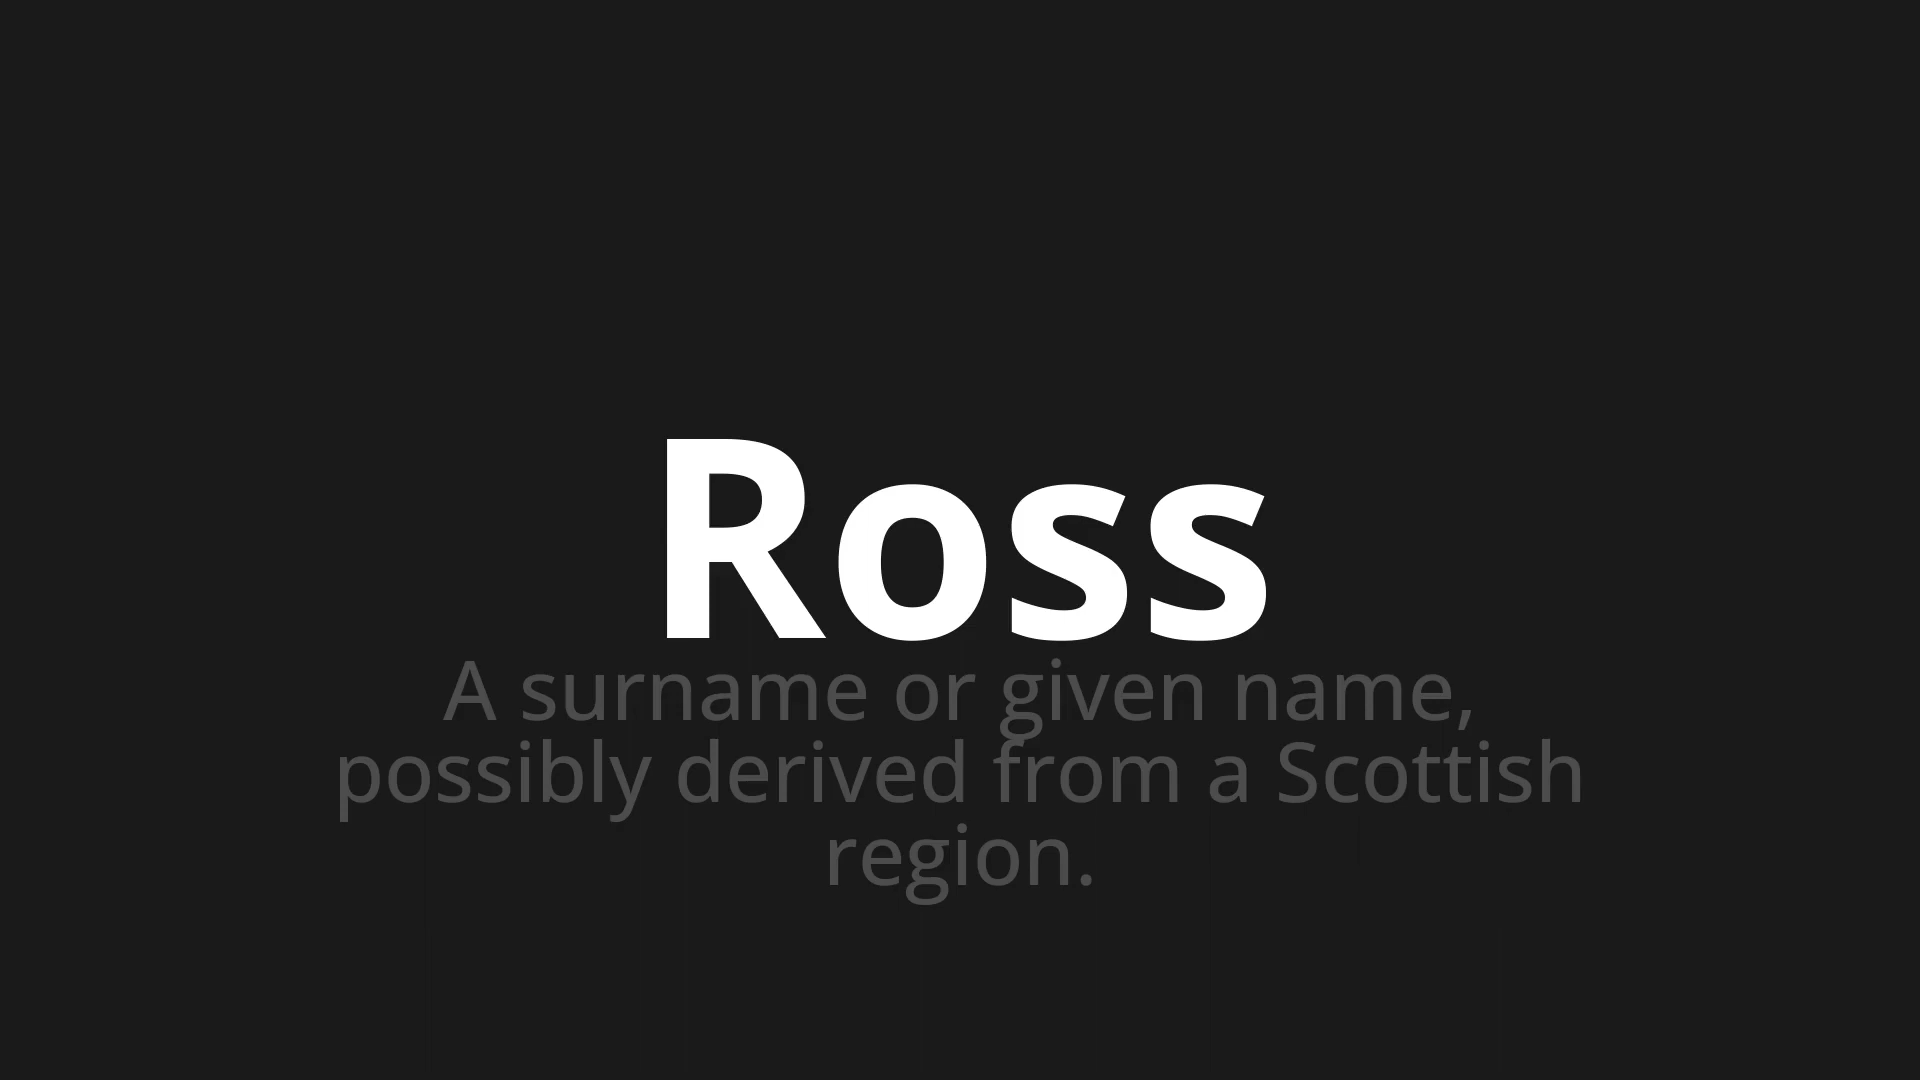 Ross
A surname or given name,
possibly derived from a Scottish
region.